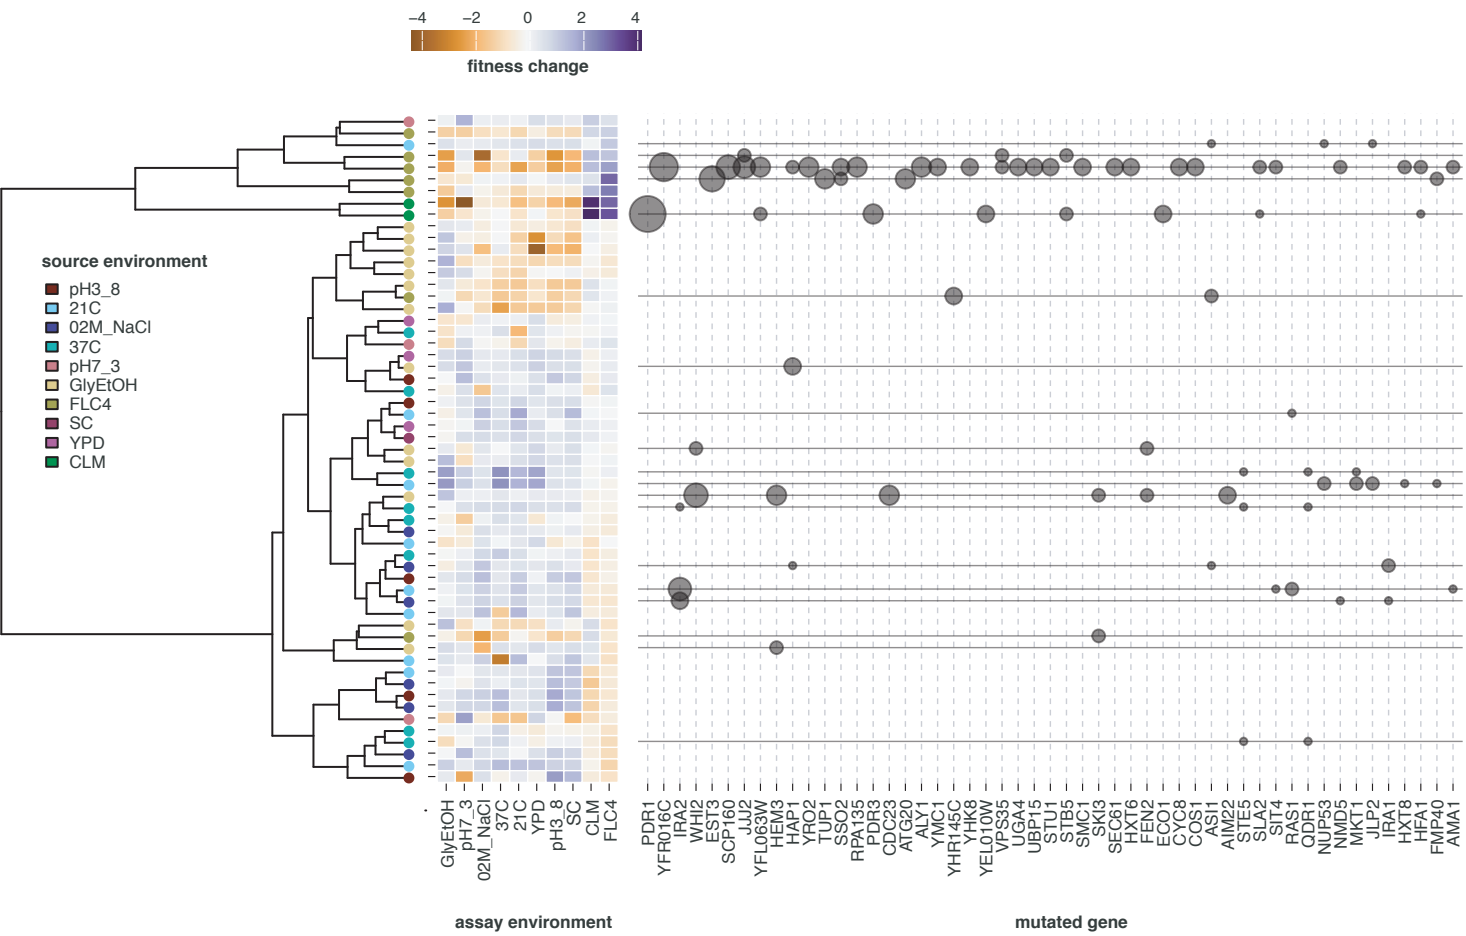 −4 −2 0 2 4
fitness change
source environment
pH3_8
21C
02M_NaCl
37C
pH7_3
GlyEtOH
FLC4
SC
YPD
CLM
. GlyEtOH pH7_3 02M_NaCl 37C 21C YPD pH3_8 SC CLM FLC4
PDR1 YFR016C IRA2 WHI2 EST3 SCP160 JJJ2 YFL063W HEM3 HAP1 YRO2 TUP1 SSO2 RPA135 PDR3 CDC23 ATG20 ALY1 YMC1 YHR145C YHK8 YEL010W VPS35 UGA4 UBP15 STU1 STB5 SMC1 SKI3 SEC61 HXT6 FEN2 ECO1 CYC8 COS1 ASI1 AIM22 STE5 SLA2 SIT4 RAS1 QDR1 NUP53 NMD5 MKT1 JLP2 IRA1 HXT8 HFA1 FMP40 AMA1
assay environment
mutated gene